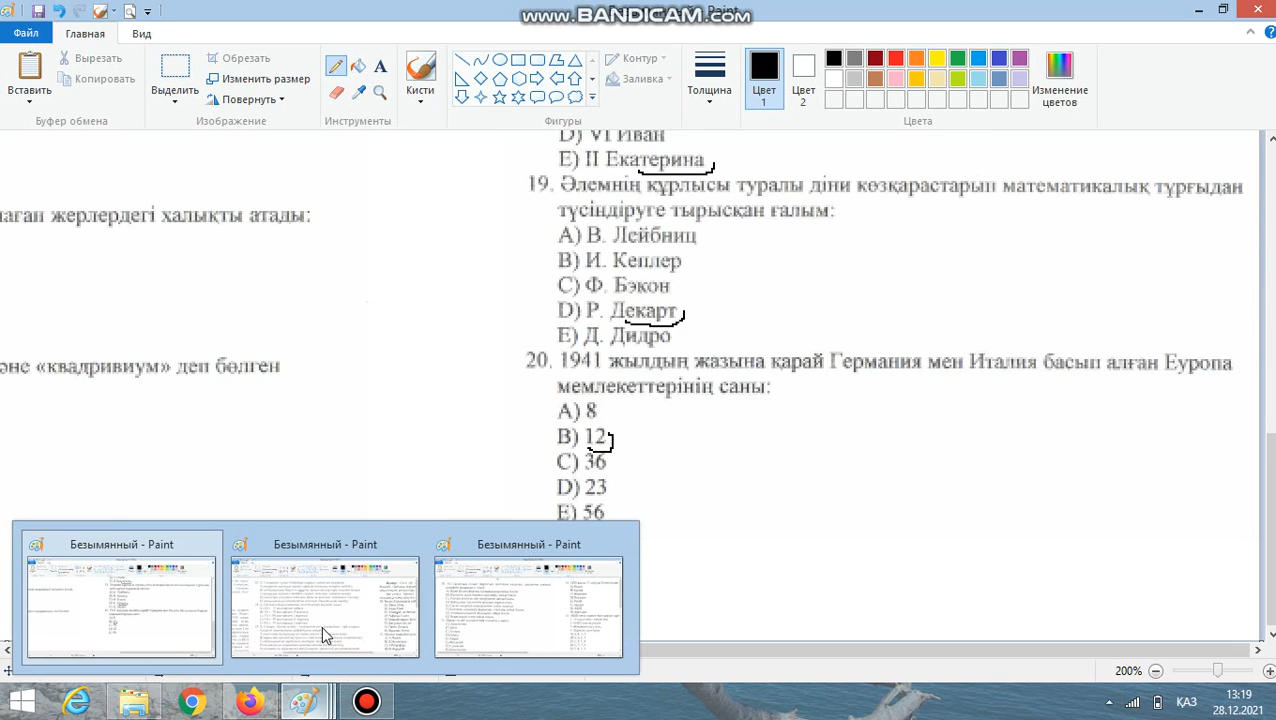 www.BANDICAM.com
Файл
Главная
Вид
Вставить
Вырезать
Копировать
Буфер обмена
Выделить
Обрезать
Изменить размер
Повернуть
Изображение
Инструменты
Кисти
Контур
Заливка
Фигуры
Толщина
Цвет 1
Цвет 2
Изменение цветов
Цвета
D) VI Иван
E) II Екатерина
19. Әлемнің құрлысы туралы діни көзқарастарын математикалық тұрғыдан
түсіндіруге тырысқан ғалым:
A) В. Лейбниц
B) И. Кеплер
C) Ф. Бэкон
D) Р. Декарт
E) Д. Дидро
20. 1941 жылдың жазына қарай Германия мен Италия басып алған Еуропа
мемлекеттерінің саны:
A) 8
B) 12
C) 36
D) 23
E) 56
жерлердегі халықты атады:
«квадривиум» деп бөлген
Безымянный - Paint
Безымянный - Paint
Безымянный - Paint
200%
ҚАЗ
13:19
28.12.2021